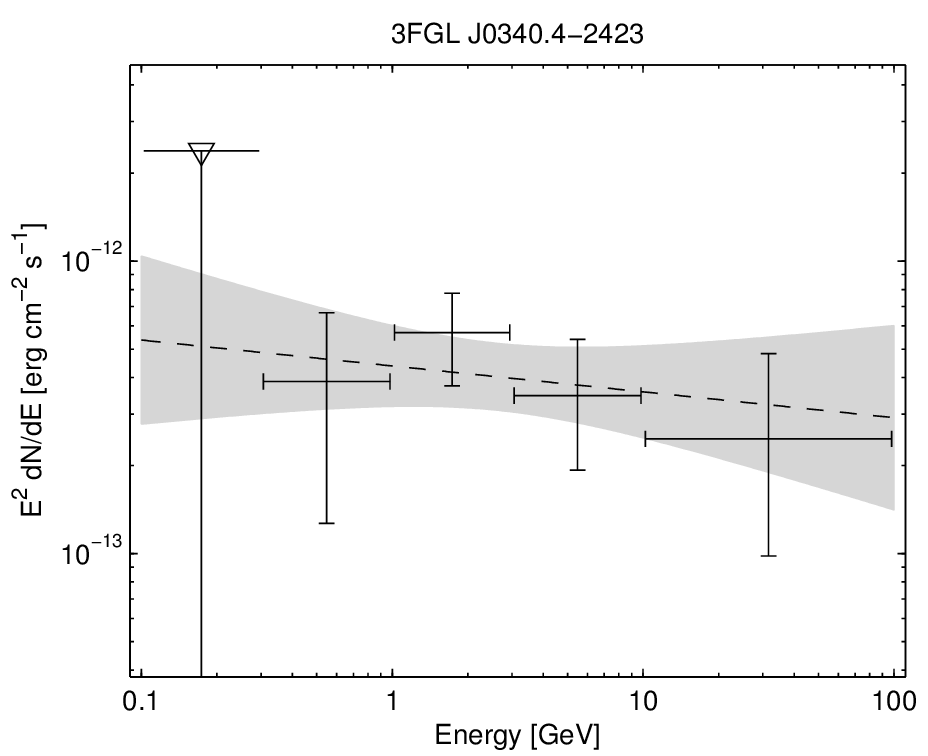 3FGL J0340.4−2423
E² dN/dE [erg cm⁻² s⁻¹]
10⁻¹²
10⁻¹³
0.1 1 10 100
Energy [GeV]